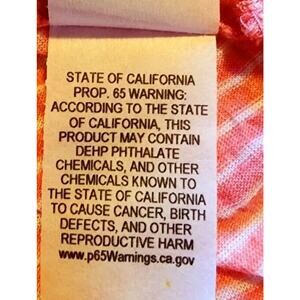 STATE OF CALIFORNIA
PROP. 65 WARNING:
ACCORDING TO THE STATE
OF CALIFORNIA, THIS
PRODUCT MAY CONTAIN
DEHP PHTHALATE
CHEMICALS, AND OTHER
CHEMICALS KNOWN TO
THE STATE OF CALIFORNIA
TO CAUSE CANCER, BIRTH
DEFECTS, AND OTHER
REPRODUCTIVE HARM
www.p65Warnings.ca.gov